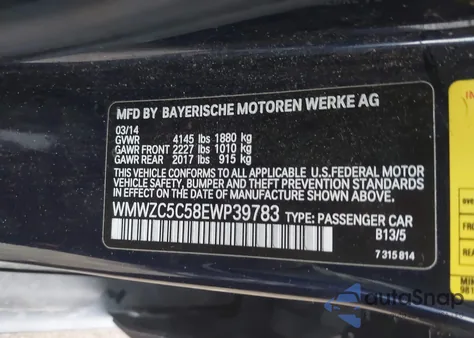 MFD BY BAYERISCHE MOTOREN WERKE AG
03/14
GVWR 4145 lbs 1880 kg
GAWR FRONT 2227 lbs 1010 kg
GAWR REAR 2017 lbs 915 kg
THIS VEHICLE CONFORMS TO ALL APPLICABLE U.S.FEDERAL MOTOR
VEHICLE SAFETY, BUMPER, AND THEFT PREVENTION STANDARDS IN
EFFECT ON THE DATE OF MANUFACTURE SHOWN ABOVE.
WMWZC5C58EWP39783 TYPE: PASSENGER CAR
B13/5
7 315 814
autoSnap